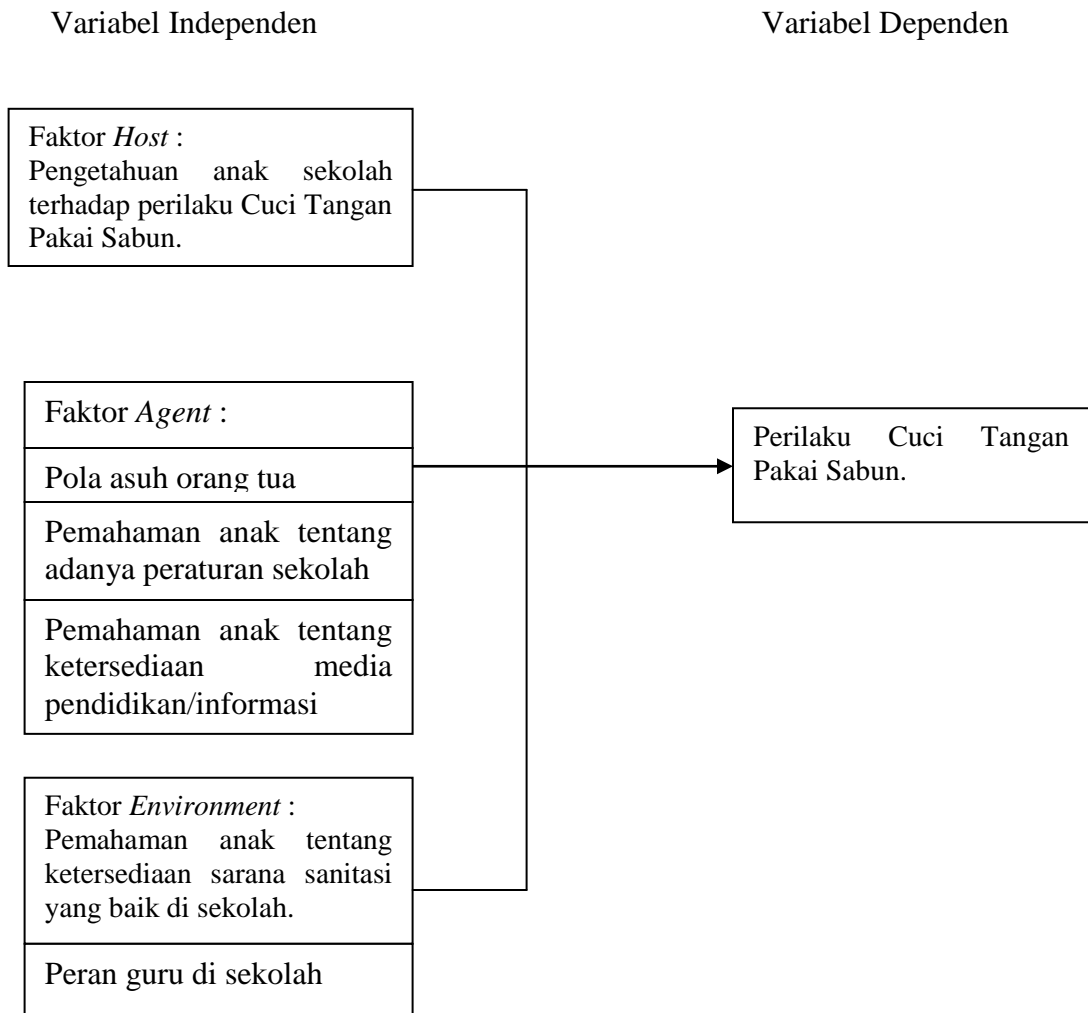 Variabel Independen
Variabel Dependen
Faktor Host :
Pengetahuan anak sekolah
terhadap perilaku Cuci Tangan
Pakai Sabun.
Faktor Agent :
Pola asuh orang tua
Pemahaman anak tentang
adanya peraturan sekolah
Pemahaman anak tentang
ketersediaan media
pendidikan/informasi
Perilaku Cuci Tangan
Pakai Sabun.
Faktor Environment :
Pemahaman anak tentang
ketersediaan sarana sanitasi
yang baik di sekolah.
Peran guru di sekolah